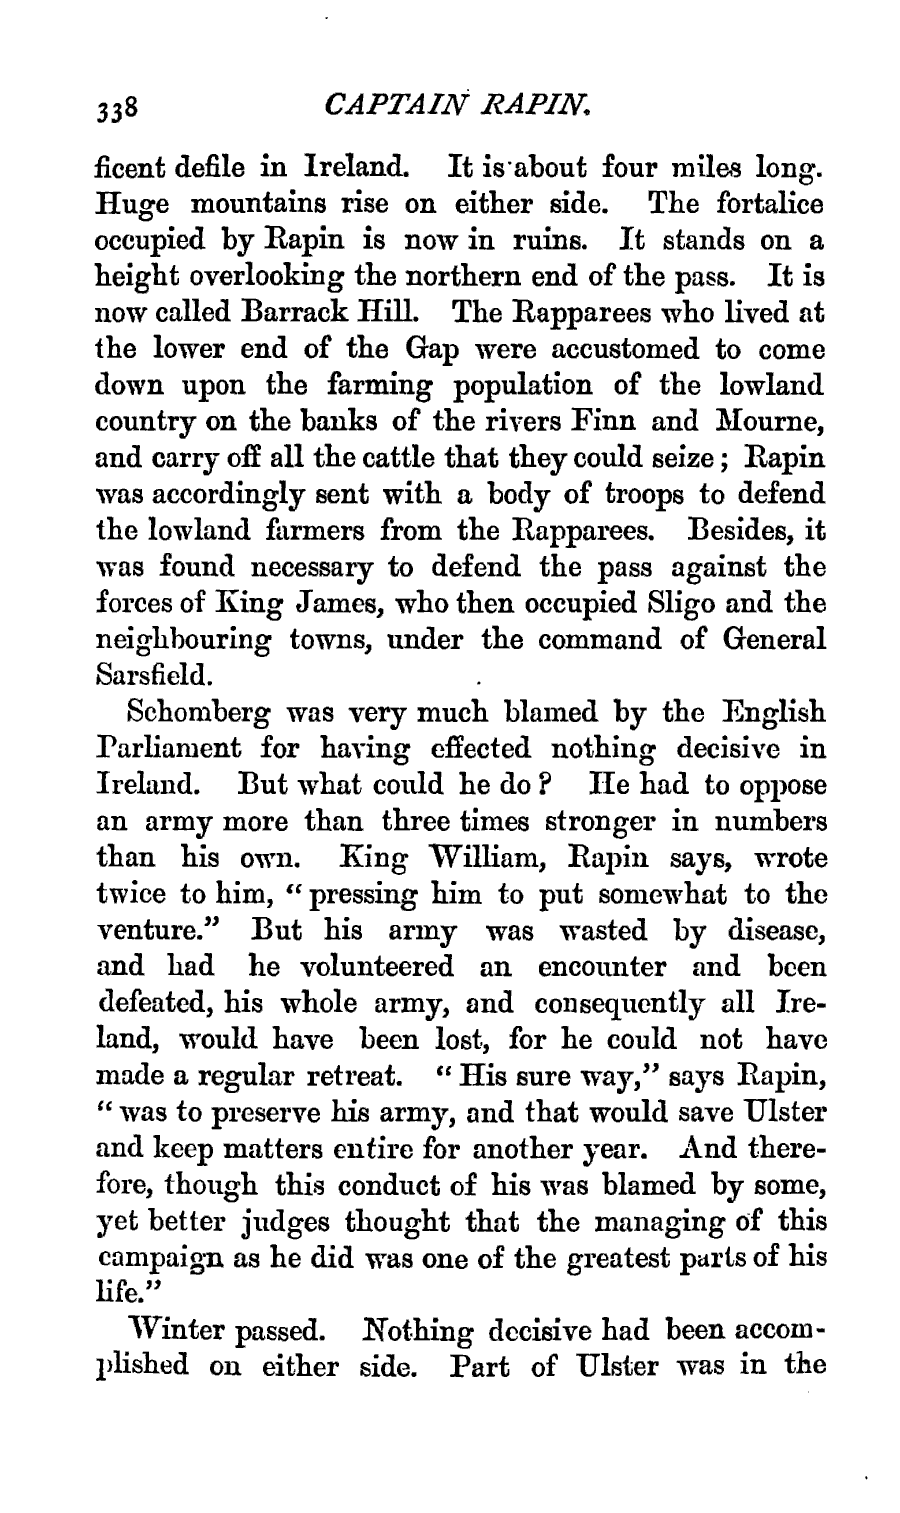 338 CAPTAIN RAPIN.
ficent defile in Ireland. It is about four miles long.
Huge mountains rise on either side. The fortalice
occupied by Rapin is now in ruins. It stands on a
height overlooking the northern end of the pass. It is
now called Barrack Hill. The Rapparees who lived at
the lower end of the Gap were accustomed to come
down upon the farming population of the lowland
country on the banks of the rivers Finn and Mourne,
and carry off all the cattle that they could seize; Rapin
was accordingly sent with a body of troops to defend
the lowland farmers from the Rapparees. Besides, it
was found necessary to defend the pass against the
forces of King James, who then occupied Sligo and the
neighbouring towns, under the command of General
Sarsfield.
Schomberg was very much blamed by the English
Parliament for having effected nothing decisive in
Ireland. But what could he do? He had to oppose
an army more than three times stronger in numbers
than his own. King William, Rapin says, wrote
twice to him, "pressing him to put somewhat to the
venture." But his army was wasted by disease,
and had he volunteered an encounter and been
defeated, his whole army, and consequently all Ire-
land, would have been lost, for he could not have
made a regular retreat. "His sure way," says Rapin,
"was to preserve his army, and that would save Ulster
and keep matters entire for another year. And there-
fore, though this conduct of his was blamed by some,
yet better judges thought that the managing of this
campaign as he did was one of the greatest parts of his
life."
Winter passed. Nothing decisive had been accom-
plished on either side. Part of Ulster was in the